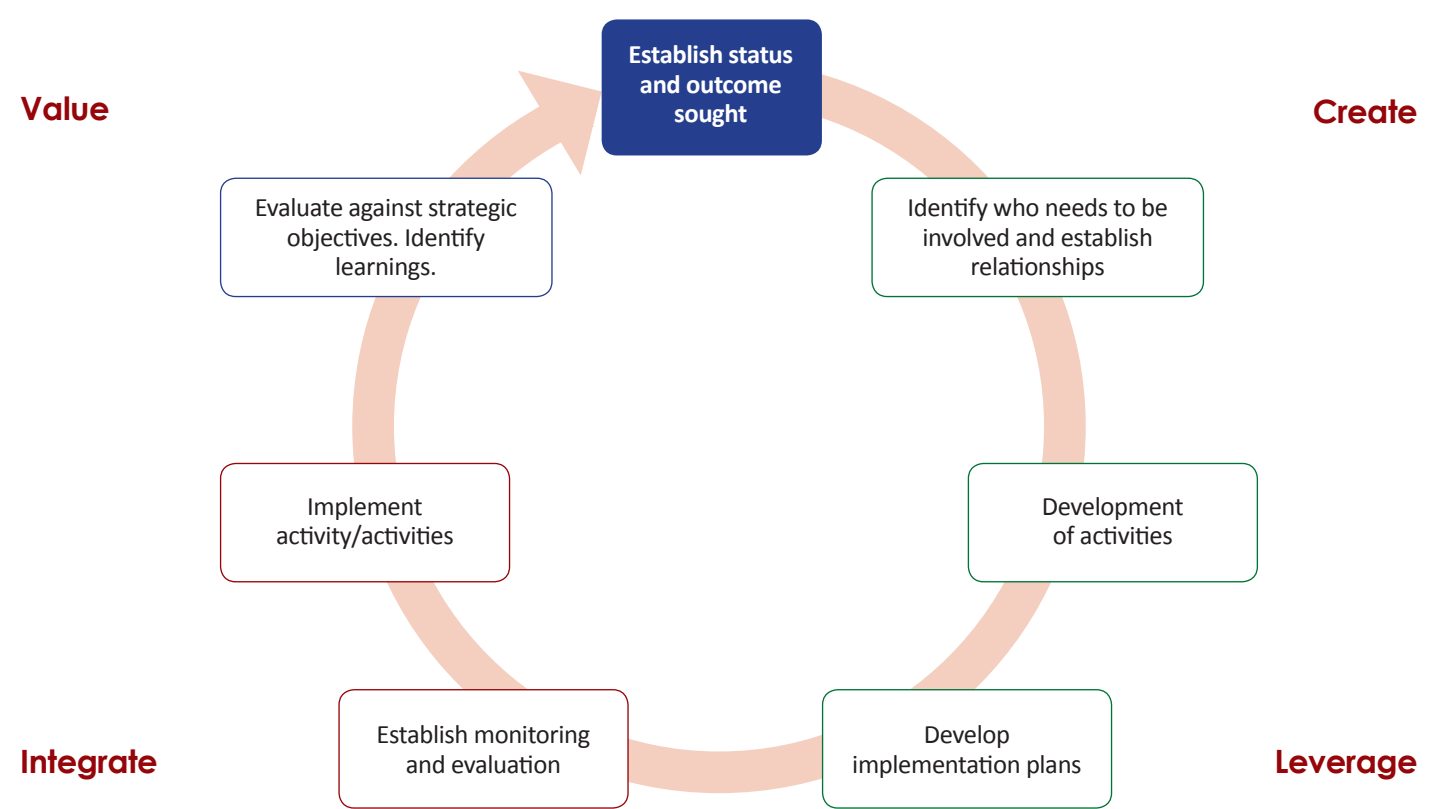 Establish status
and outcome
sought
Value
Create
Evaluate against strategic
objectives. Identify
learnings.
Identify who needs to be
involved and establish
relationships
Implement
activity/activities
Development
of activities
Establish monitoring
and evaluation
Develop
implementation plans
Integrate
Leverage